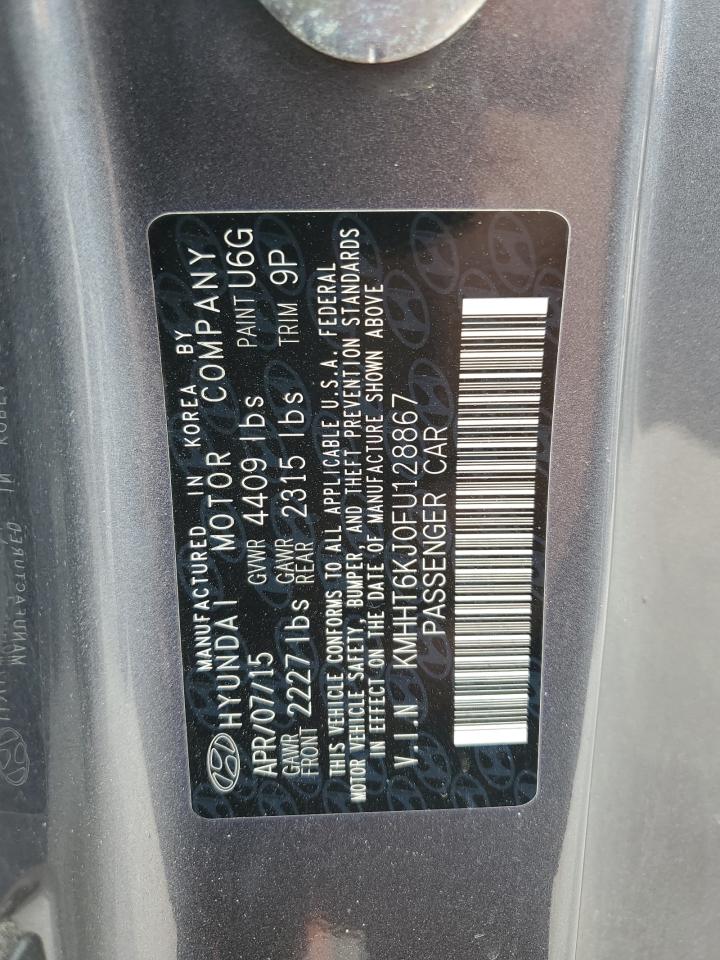 MANUFACTURED IN KOREA BY
HYUNDAI MOTOR COMPANY
APR/07/15 GVWR 4409 lbs PAINT U6G
GAWR FRONT 2227 lbs GAWR REAR 2315 lbs TRIM 9P
THIS VEHICLE CONFORMS TO ALL APPLICABLE U.S.A. FEDERAL
MOTOR VEHICLE SAFETY, BUMPER, AND THEFT PREVENTION STANDARDS
IN EFFECT ON THE DATE OF MANUFACTURE SHOWN ABOVE
V.I.N KMHHT6KJ0FU128867
PASSENGER CAR